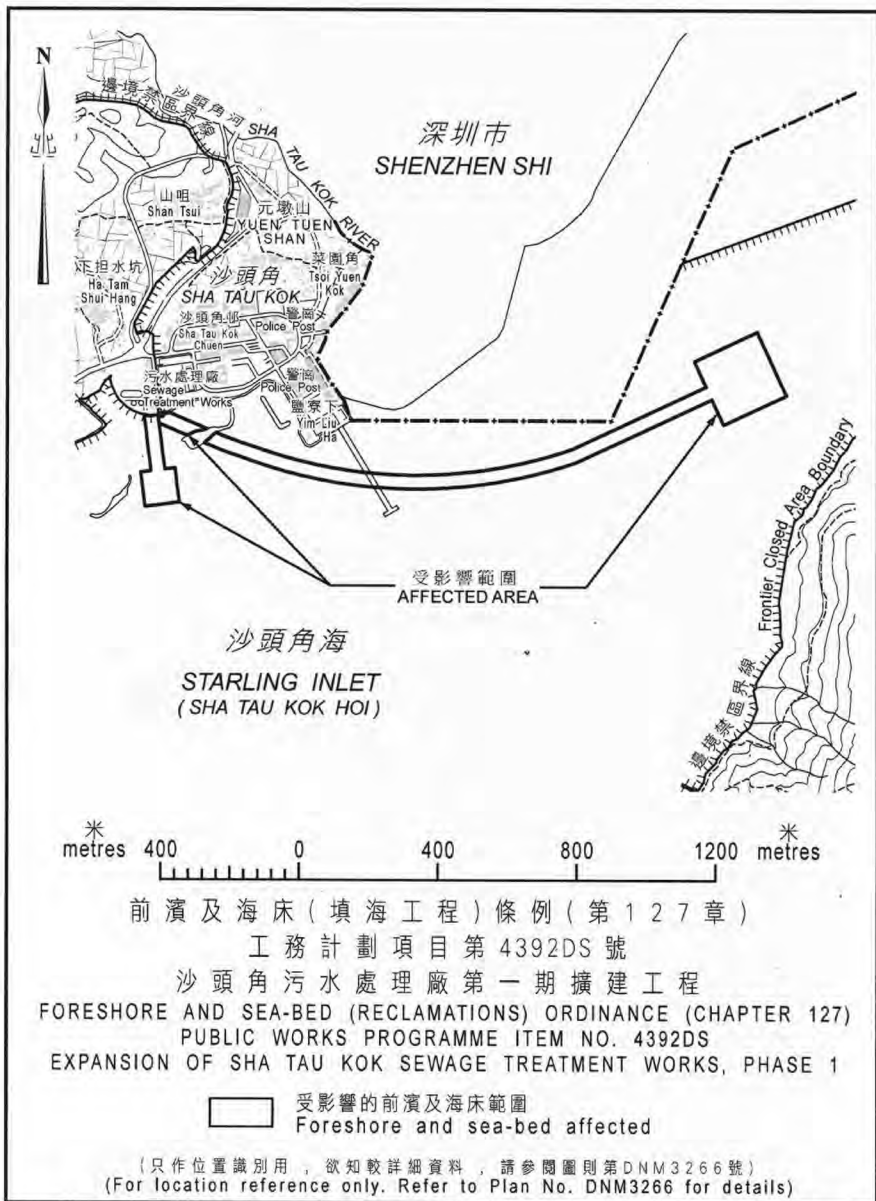 N
北
邊境禁區界線
沙頭角河 SHA TAU KOK RIVER
深圳市
SHENZHEN SHI
山咀
Shan Tsui
元墩山
YUEN TUEN
SHAN
菜園角
Tsoi Yuen
Kok
下担水坑
Ha Tam
Shui Hang
沙頭角
SHA TAU KOK
沙頭角邨
Sha Tau Kok
Chuen
警崗
Police Post
污水處理廠
Sewage
Treatment Works
警崗
Police Post
鹽寮下
Yim Liu
Ha
受影響範圍
AFFECTED AREA
邊境禁區界線 Frontier Closed Area Boundary
沙頭角海
STARLING INLET
(SHA TAU KOK HOI)
米
metres 400 0 400 800 1200 米
metres
前濱及海床(填海工程)條例(第127章)
工務計劃項目第4392DS號
沙頭角污水處理廠第一期擴建工程
FORESHORE AND SEA-BED (RECLAMATIONS) ORDINANCE (CHAPTER 127)
PUBLIC WORKS PROGRAMME ITEM NO. 4392DS
EXPANSION OF SHA TAU KOK SEWAGE TREATMENT WORKS, PHASE 1
受影響的前濱及海床範圍
Foreshore and sea-bed affected
(只作位置識別用，欲知較詳細資料，請參閱圖則第DNM3266號)
(For location reference only. Refer to Plan No. DNM3266 for details)